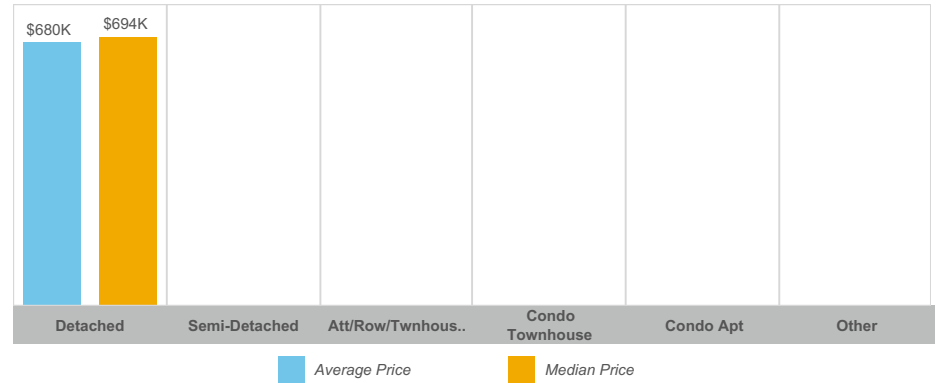 $680K
$694K
Detached
Semi-Detached
Att/Row/Twnhous..
Condo
Townhouse
Condo Apt
Other
Average Price
Median Price